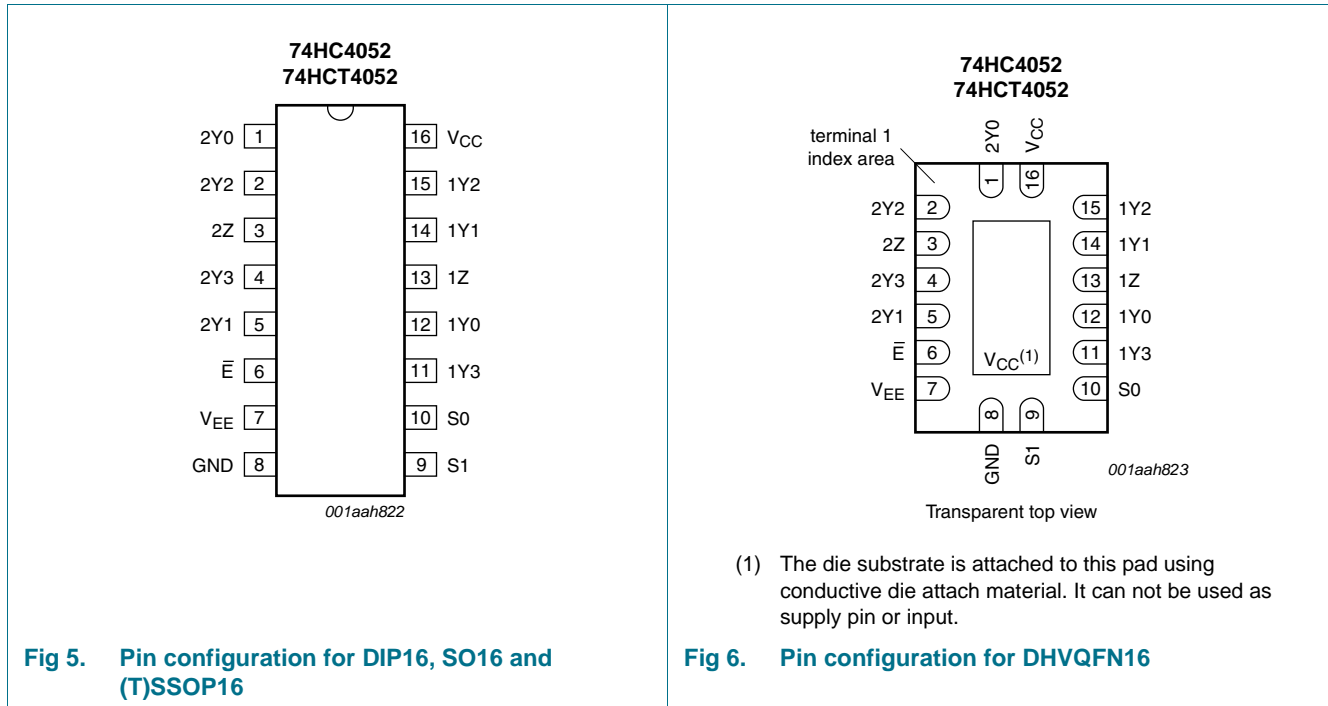 74HC4052
74HCT4052
2Y0 1
16 VCC
2Y2 2
15 1Y2
2Z 3
14 1Y1
2Y3 4
13 1Z
2Y1 5
12 1Y0
E̅ 6
11 1Y3
VEE 7
10 S0
GND 8
9 S1
001aah822
Fig 5. Pin configuration for DIP16, SO16 and
(T)SSOP16
74HC4052
74HCT4052
terminal 1
index area
2Y0
VCC
1
16
2Y2 2
15 1Y2
2Z 3
14 1Y1
2Y3 4
13 1Z
2Y1 5
12 1Y0
E̅ 6
VCC(1)
11 1Y3
VEE 7
10 S0
8
9
GND
S1
001aah823
Transparent top view
(1) The die substrate is attached to this pad using
conductive die attach material. It can not be used as
supply pin or input.
Fig 6. Pin configuration for DHVQFN16